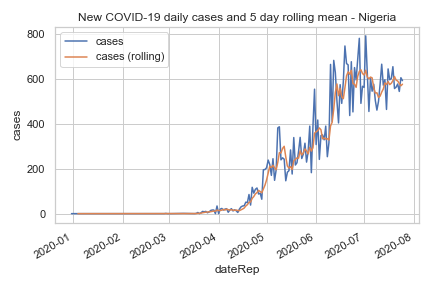 New COVID-19 daily cases and 5 day rolling mean - Nigeria
cases
cases (rolling)
800
600
400
200
0
cases
2020-01
2020-02
2020-03
2020-04
2020-05
2020-06
2020-07
2020-08
dateRep